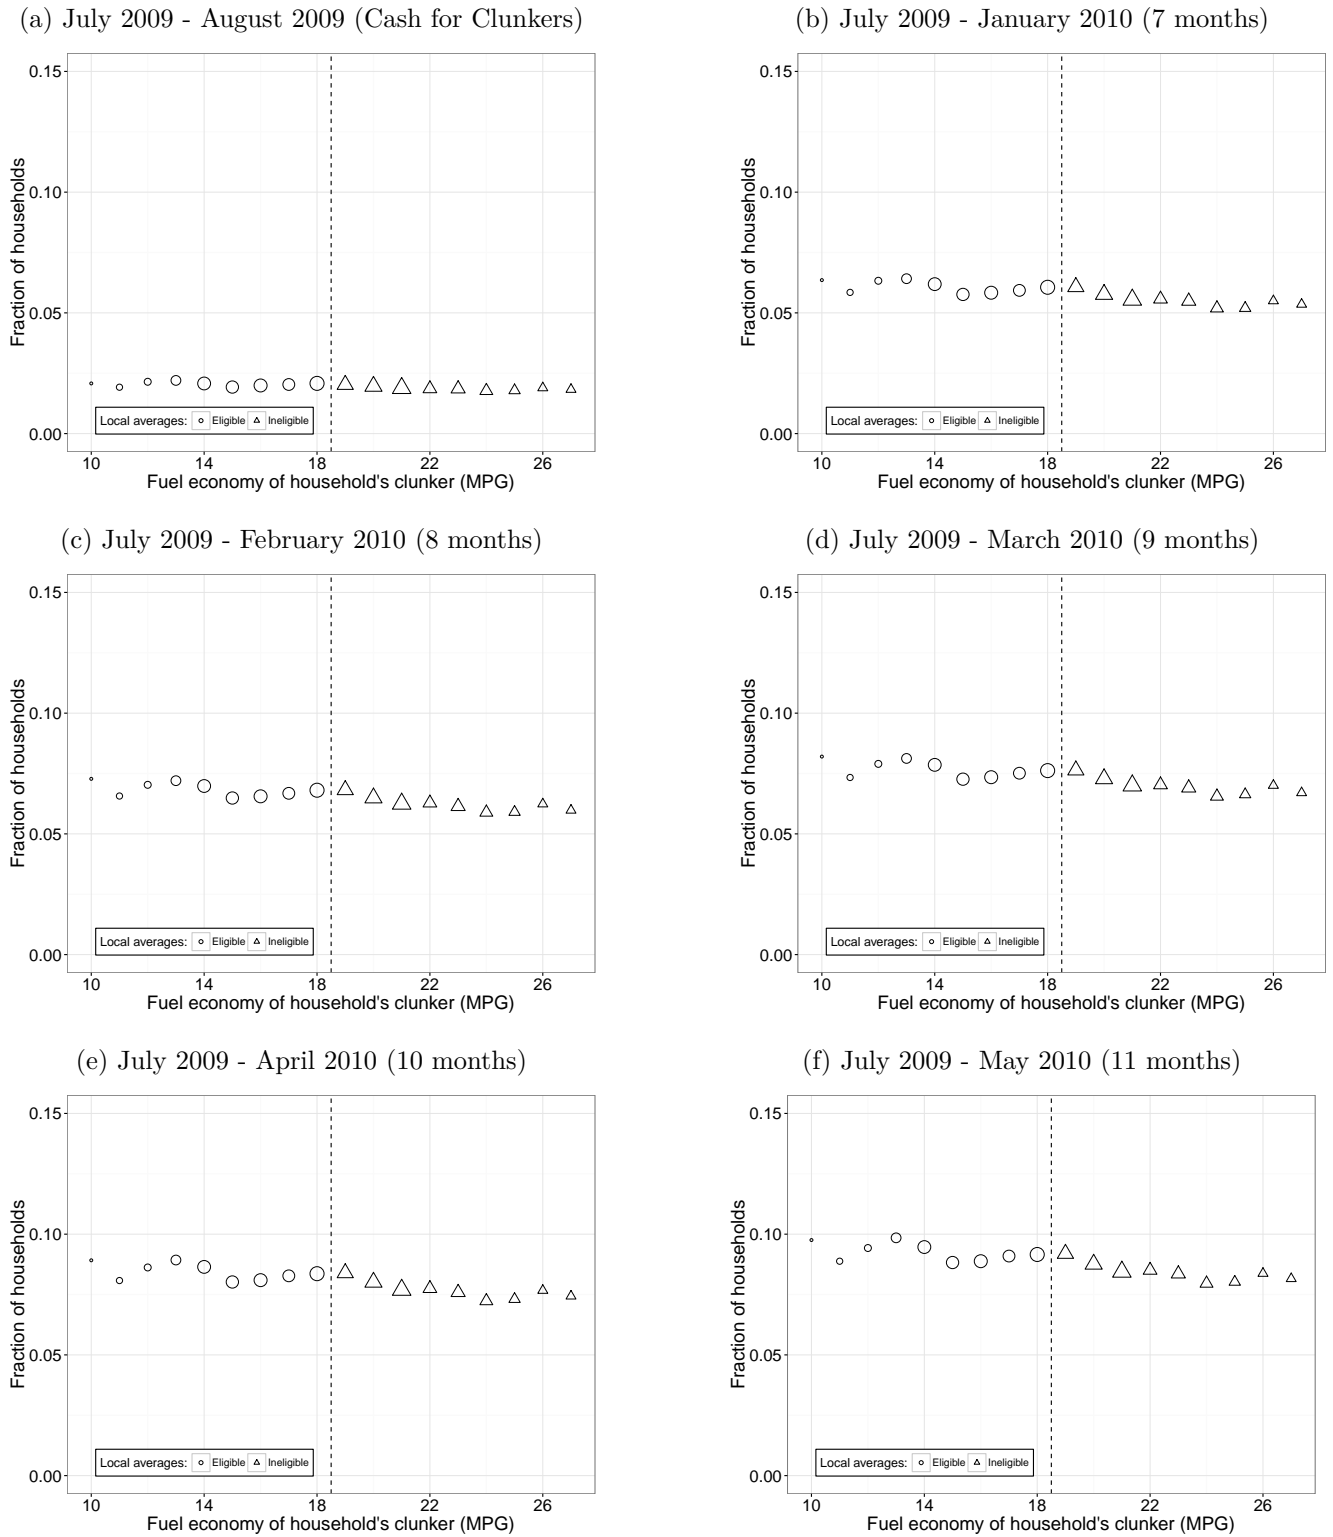 (a) July 2009 - August 2009 (Cash for Clunkers)
Fraction of households
0.15
0.10
0.05
0.00
Local averages: Eligible Ineligible
10 14 18 22 26
Fuel economy of household's clunker (MPG)
(b) July 2009 - January 2010 (7 months)
Fraction of households
0.15
0.10
0.05
0.00
Local averages: Eligible Ineligible
10 14 18 22 26
Fuel economy of household's clunker (MPG)
(c) July 2009 - February 2010 (8 months)
Fraction of households
0.15
0.10
0.05
0.00
Local averages: Eligible Ineligible
10 14 18 22 26
Fuel economy of household's clunker (MPG)
(d) July 2009 - March 2010 (9 months)
Fraction of households
0.15
0.10
0.05
0.00
Local averages: Eligible Ineligible
10 14 18 22 26
Fuel economy of household's clunker (MPG)
(e) July 2009 - April 2010 (10 months)
Fraction of households
0.15
0.10
0.05
0.00
Local averages: Eligible Ineligible
10 14 18 22 26
Fuel economy of household's clunker (MPG)
(f) July 2009 - May 2010 (11 months)
Fraction of households
0.15
0.10
0.05
0.00
Local averages: Eligible Ineligible
10 14 18 22 26
Fuel economy of household's clunker (MPG)